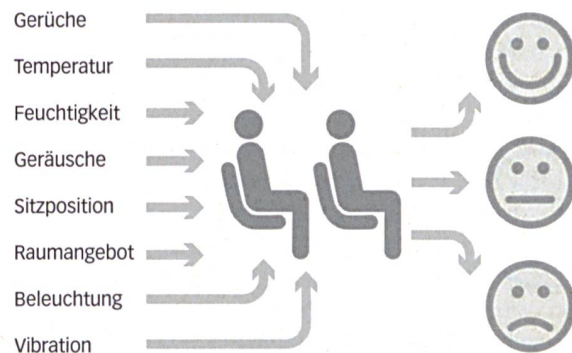 Gerüche
Temperatur
Feuchtigkeit
Geräusche
Sitzposition
Raumangebot
Beleuchtung
Vibration